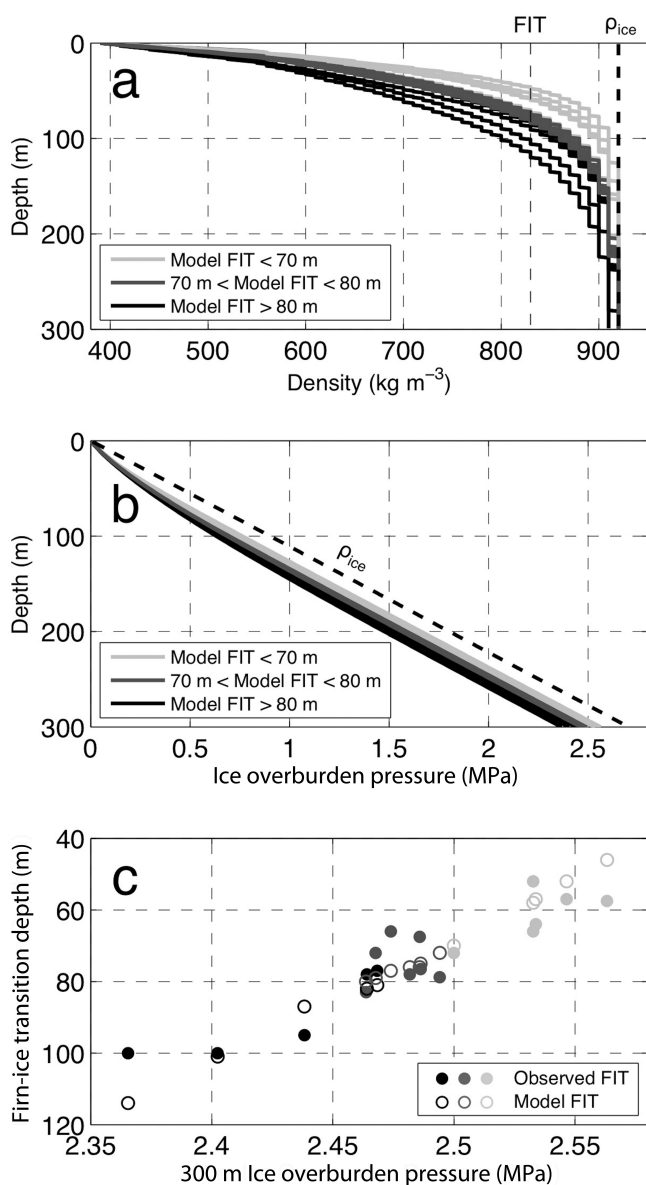 FIT ρice
a
0
100
200
300
Depth (m)
Model FIT < 70 m
70 m < Model FIT < 80 m
Model FIT > 80 m
400 500 600 700 800 900
Density (kg m−3)
b
0
100
200
300
Depth (m)
ρice
Model FIT < 70 m
70 m < Model FIT < 80 m
Model FIT > 80 m
0 0.5 1 1.5 2 2.5
Ice overburden pressure (MPa)
c
40
60
80
100
120
Firn-ice transition depth (m)
Observed FIT
Model FIT
2.35 2.4 2.45 2.5 2.55
300 m Ice overburden pressure (MPa)